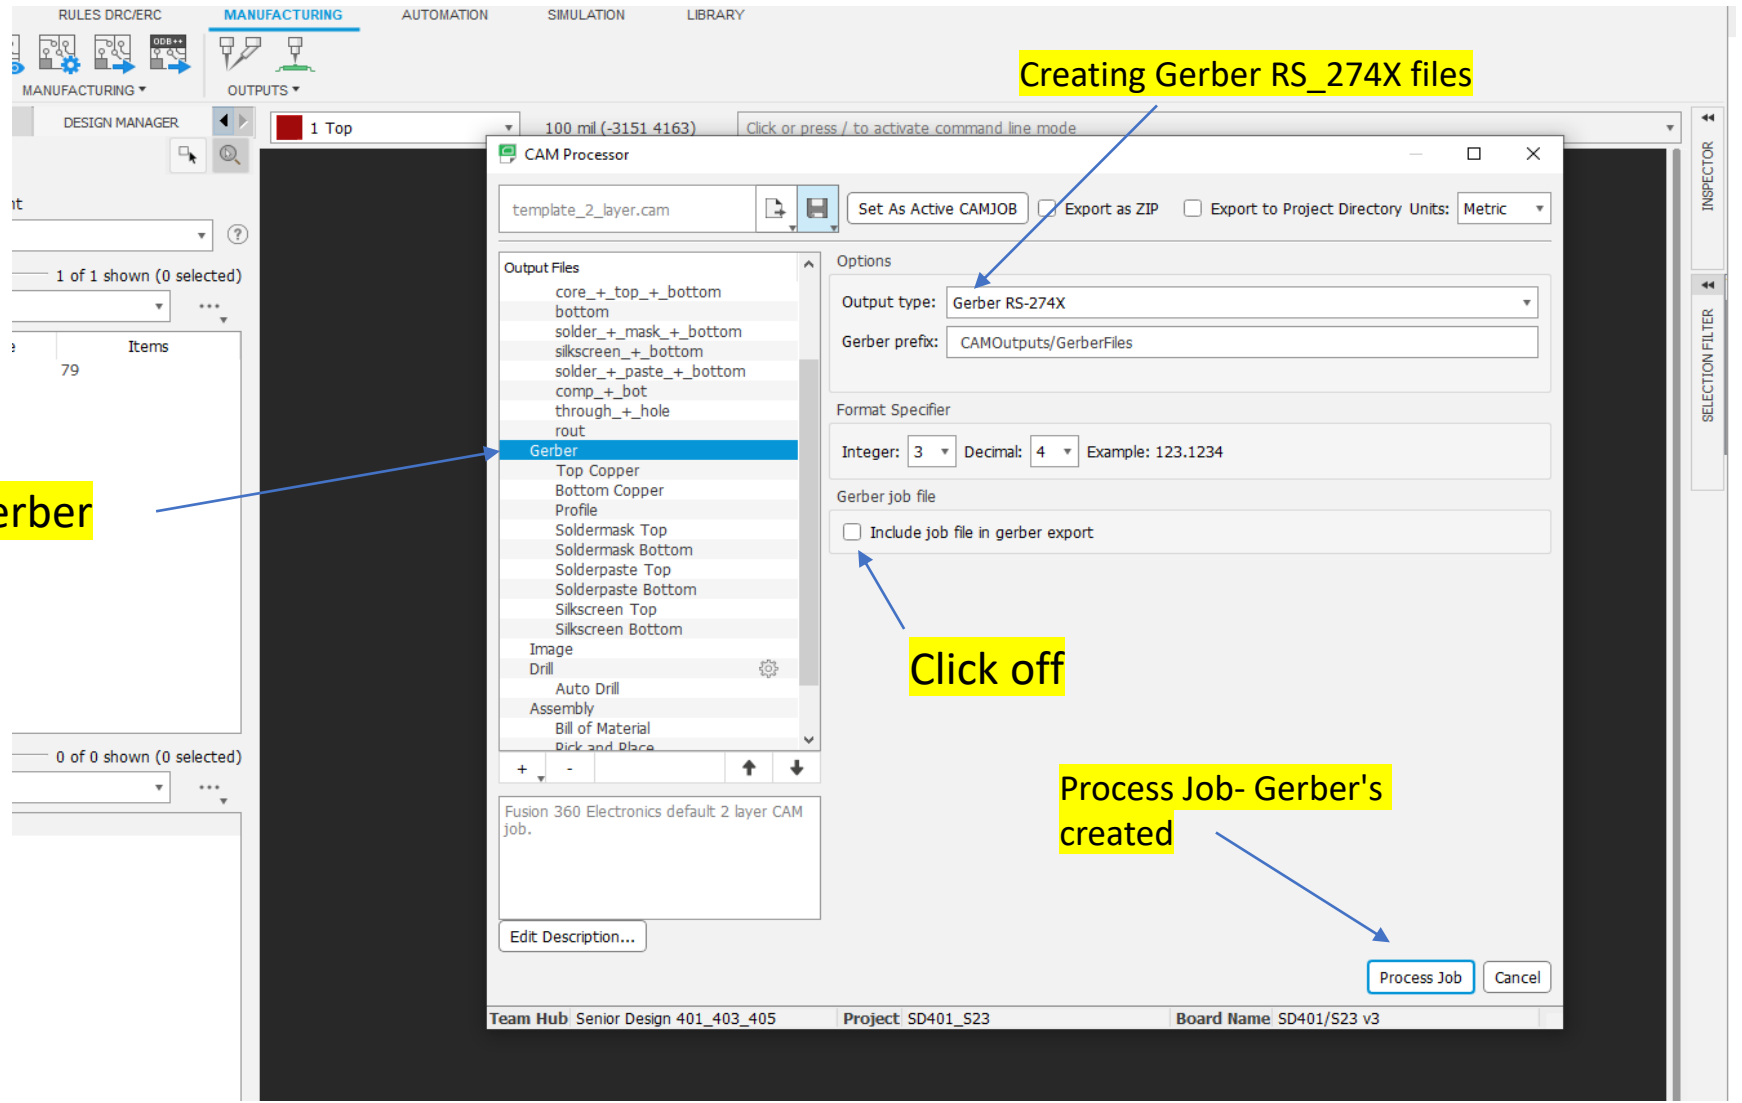 RULES DRC/ERC MANUFACTURING AUTOMATION SIMULATION LIBRARY
ODB++
MANUFACTURING OUTPUTS
Creating Gerber RS_274X files
DESIGN MANAGER 1 Top 100 mil (-3151 4163) Click or press / to activate command line mode
CAM Processor
INSPECTOR
template_2_layer.cam Set As Active CAMJOB Export as ZIP Export to Project Directory Units: Metric
1 of 1 shown (0 selected)
Items
79
Output Files
core_+_top_+_bottom
bottom
solder_+_mask_+_bottom
silkscreen_+_bottom
solder_+_paste_+_bottom
comp_+_bot
through_+_hole
rout
Gerber
Top Copper
Bottom Copper
Profile
Soldermask Top
Soldermask Bottom
Solderpaste Top
Solderpaste Bottom
Silkscreen Top
Silkscreen Bottom
Image
Drill
Auto Drill
Assembly
Bill of Material
Pick and Place
+ -
Options
Output type: Gerber RS-274X
Gerber prefix: CAMOutputs/GerberFiles
Format Specifier
Integer: 3 Decimal: 4 Example: 123.1234
Gerber job file
Include job file in gerber export
SELECTION FILTER
erber
Click off
0 of 0 shown (0 selected)
Process Job- Gerber's
created
Fusion 360 Electronics default 2 layer CAM
job.
Edit Description...
Process Job Cancel
Team Hub Senior Design 401_403_405 Project SD401_S23 Board Name SD401/S23 v3